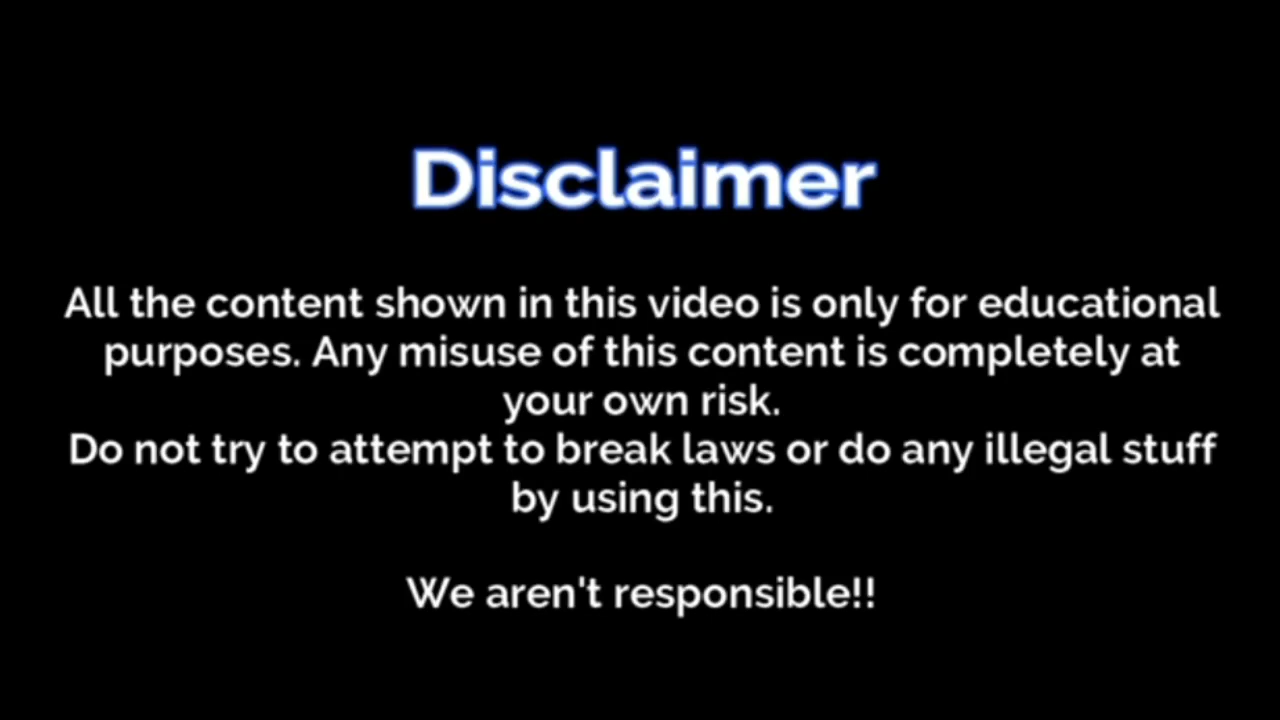 Disclaimer
All the content shown in this video is only for educational
purposes. Any misuse of this content is completely at
your own risk.
Do not try to attempt to break laws or do any illegal stuff
by using this.
We aren't responsible!!